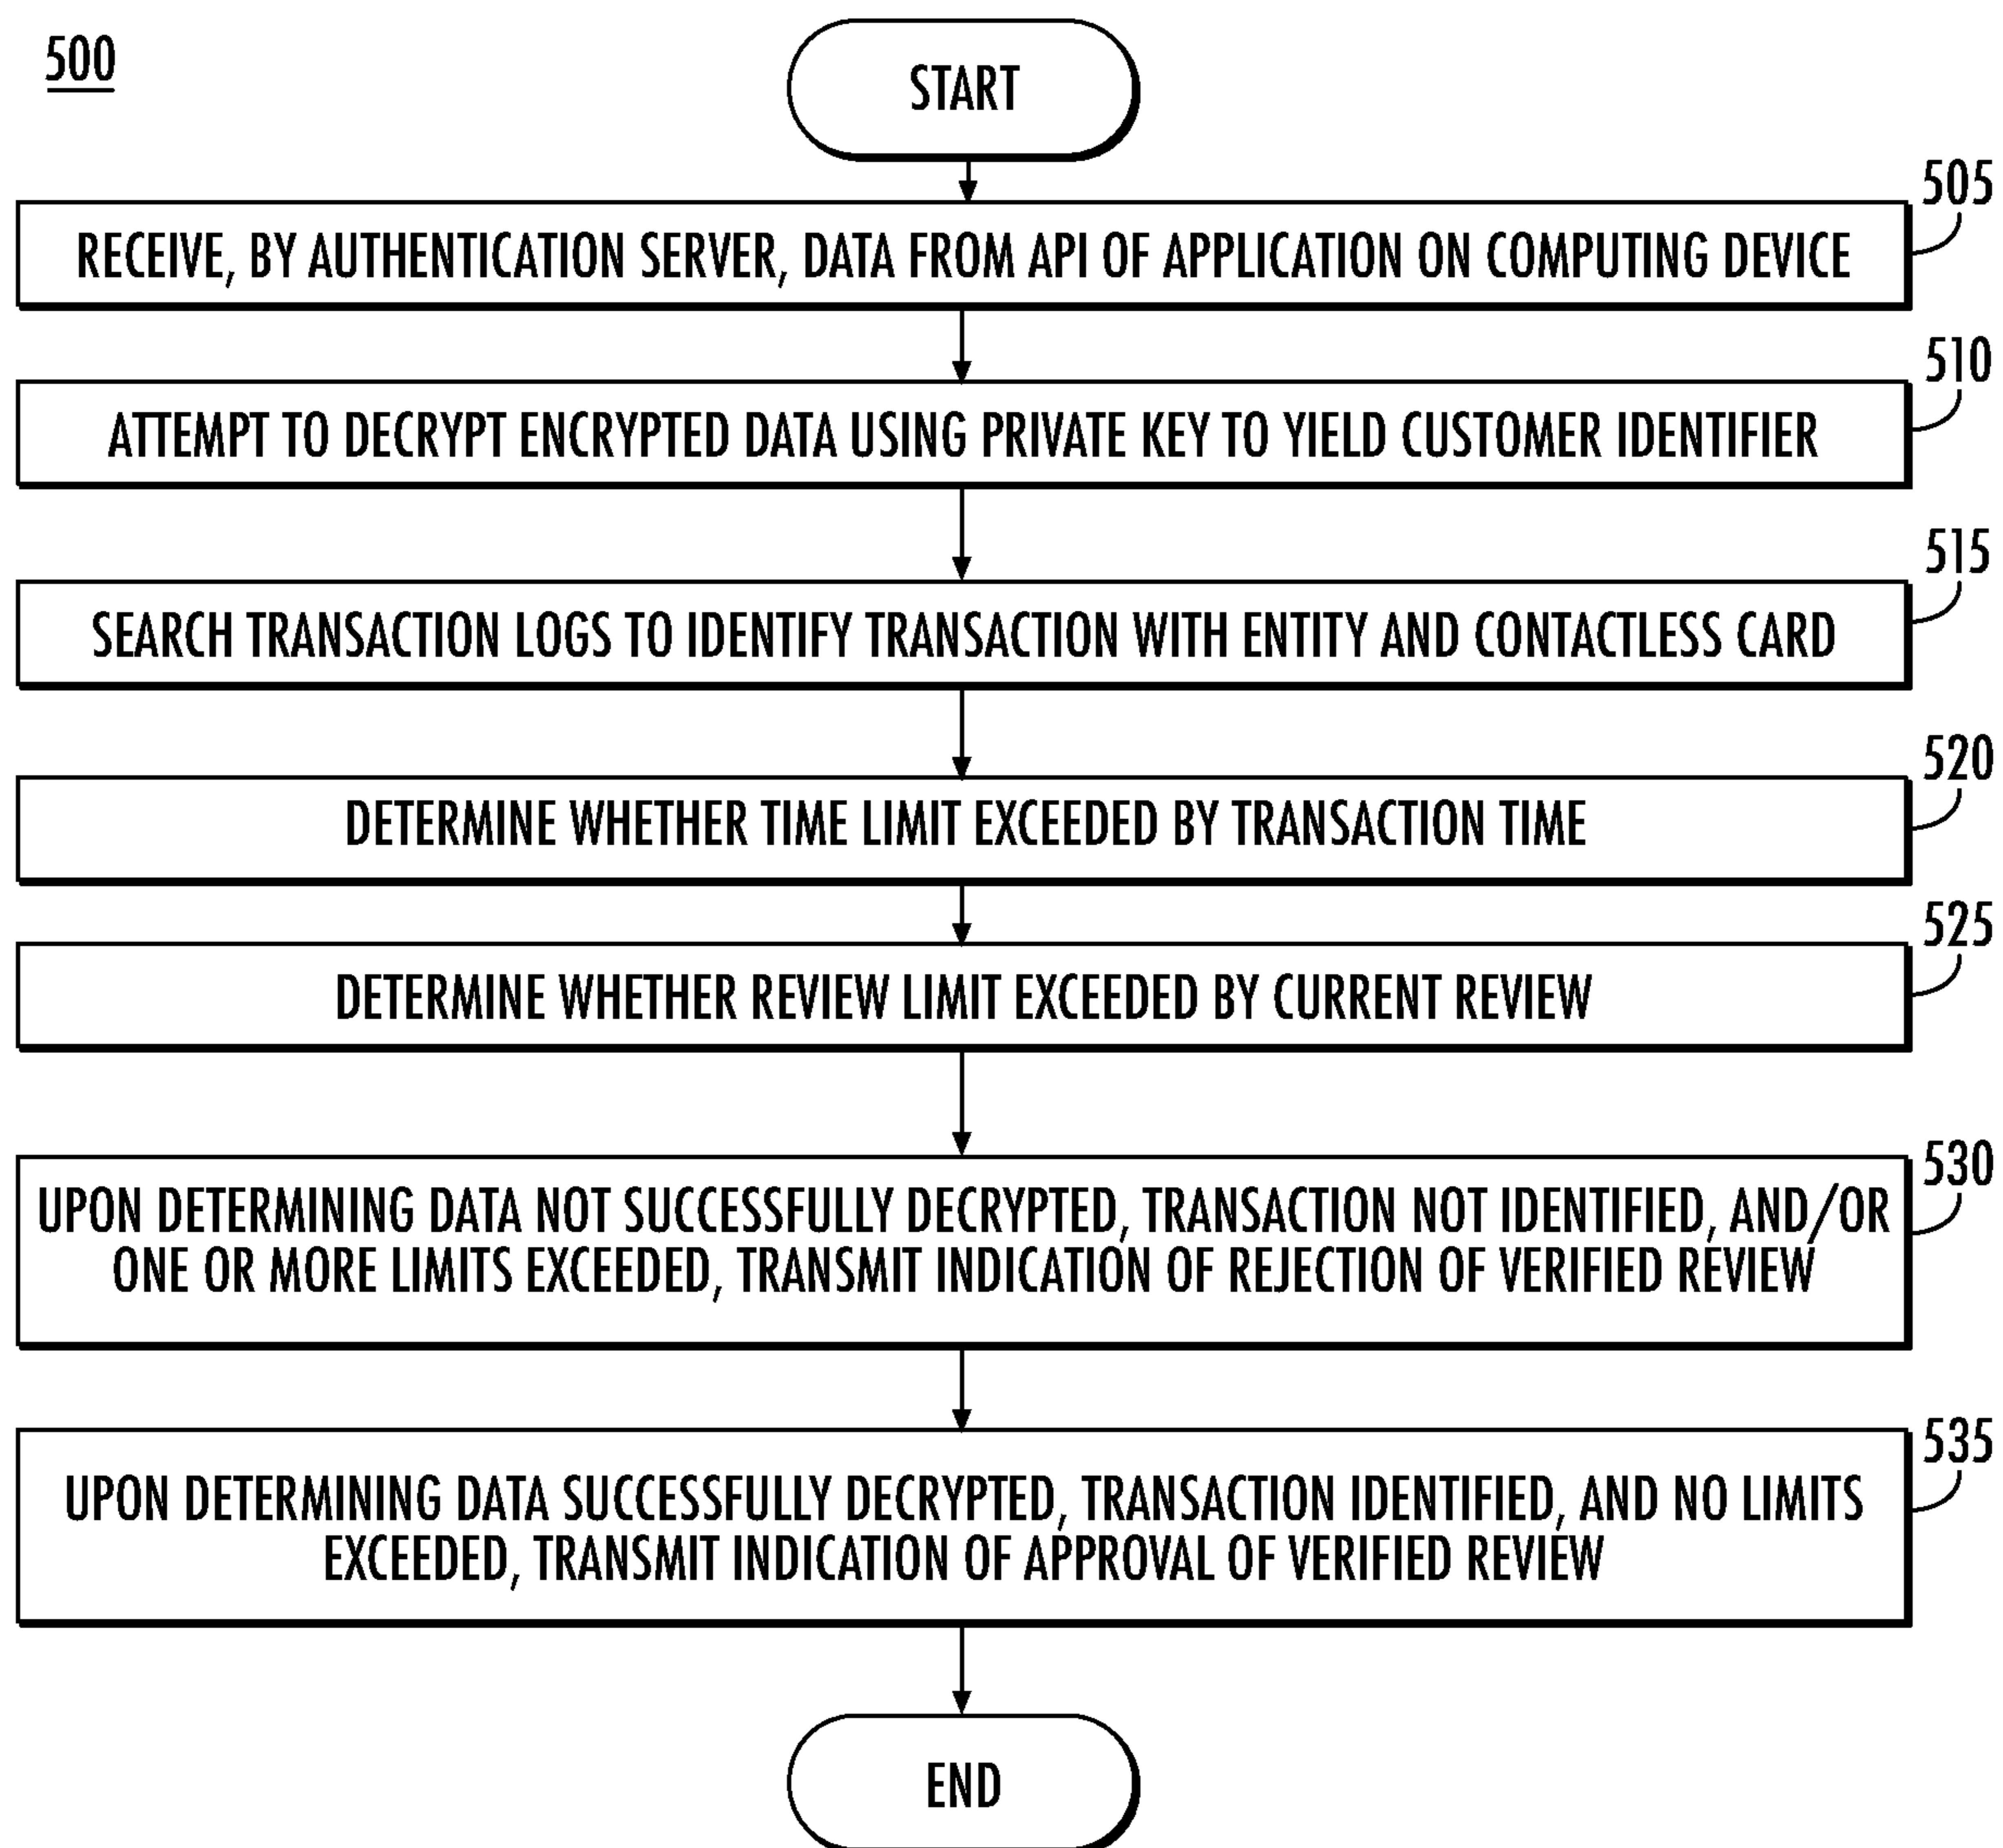 500
START
505
RECEIVE, BY AUTHENTICATION SERVER, DATA FROM API OF APPLICATION ON COMPUTING DEVICE
510
ATTEMPT TO DECRYPT ENCRYPTED DATA USING PRIVATE KEY TO YIELD CUSTOMER IDENTIFIER
515
SEARCH TRANSACTION LOGS TO IDENTIFY TRANSACTION WITH ENTITY AND CONTACTLESS CARD
520
DETERMINE WHETHER TIME LIMIT EXCEEDED BY TRANSACTION TIME
525
DETERMINE WHETHER REVIEW LIMIT EXCEEDED BY CURRENT REVIEW
530
UPON DETERMINING DATA NOT SUCCESSFULLY DECRYPTED, TRANSACTION NOT IDENTIFIED, AND/OR
ONE OR MORE LIMITS EXCEEDED, TRANSMIT INDICATION OF REJECTION OF VERIFIED REVIEW
535
UPON DETERMINING DATA SUCCESSFULLY DECRYPTED, TRANSACTION IDENTIFIED, AND NO LIMITS
EXCEEDED, TRANSMIT INDICATION OF APPROVAL OF VERIFIED REVIEW
END